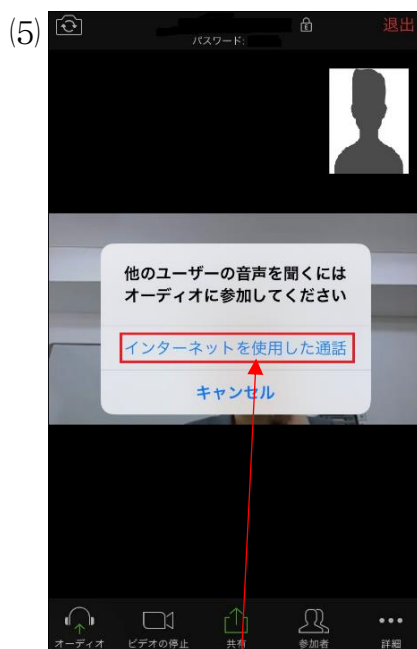 (5)
退出
パスワード:
他のユーザーの音声を聞くには
オーディオに参加してください
インターネットを使用した通話
キャンセル
オーディオ ビデオの停止 共有 参加者 詳細